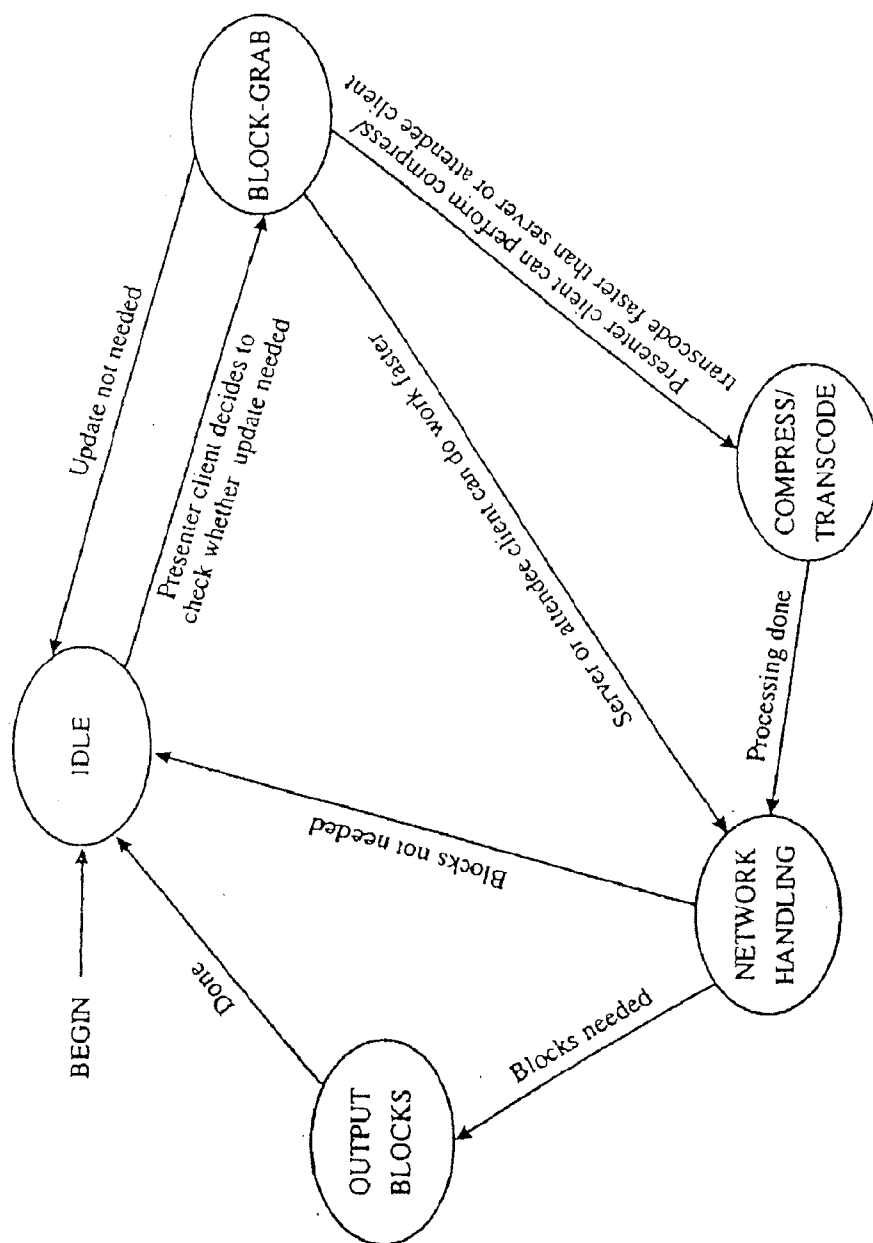 BEGIN
IDLE
Update not needed
Presenter client decides to
check whether update needed
BLOCK-GRAB
Done
Blocks not needed
Server or attendee client can do work faster
Presenter client can perform compress/
transcode faster than server or attendee client
OUTPUT
BLOCKS
Blocks needed
NETWORK
HANDLING
Processing done
COMPRESS/
TRANSCODE